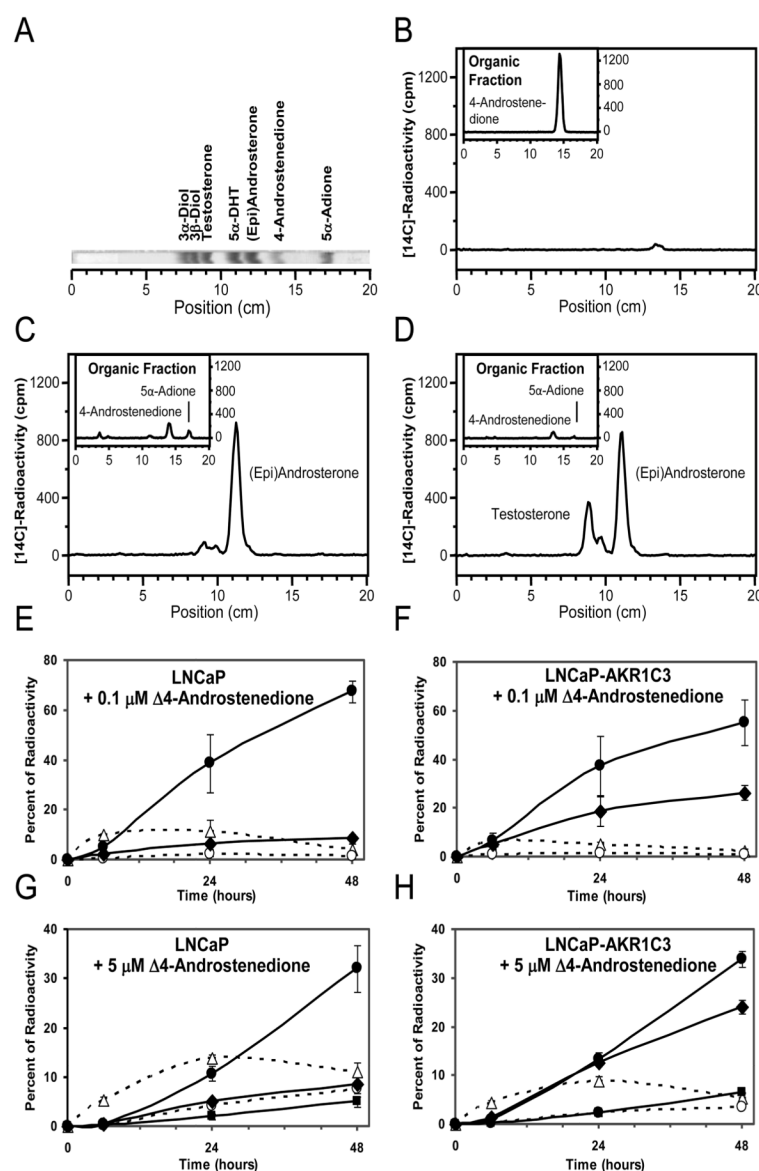 A
3α-Diol
3β-Diol
Testosterone
5α-DHT
(Epi)Androsterone
4-Androstenedione
5α-Adione
0 5 10 15 20
Position (cm)
B
[14C]-Radioactivity (cpm)
1200
800
400
0
Organic
Fraction
4-Androstene-
dione
1200
800
400
0
0 5 10 15 20
0 5 10 15 20
Position (cm)
C
[14C]-Radioactivity (cpm)
1200
800
400
0
Organic Fraction
5α-Adione
4-Androstenedione
1200
800
400
0
0 5 10 15 20
(Epi)Androsterone
0 5 10 15 20
Position (cm)
D
[14C]-Radioactivity (cpm)
1200
800
400
0
Organic Fraction
5α-Adione
4-Androstenedione
1200
800
400
0
0 5 10 15 20
(Epi)Androsterone
Testosterone
0 5 10 15 20
Position (cm)
E
LNCaP
+ 0.1 μM Δ4-Androstenedione
Percent of Radioactivity
80
60
40
20
0
0 24 48
Time (hours)
F
LNCaP-AKR1C3
+ 0.1 μM Δ4-Androstenedione
Percent of Radioactivity
80
60
40
20
0
0 24 48
Time (hours)
G
LNCaP
+ 5 μM Δ4-Androstenedione
Percent of Radioactivity
40
30
20
10
0
0 24 48
Time (hours)
H
LNCaP-AKR1C3
+ 5 μM Δ4-Androstenedione
Percent of Radioactivity
40
30
20
10
0
0 24 48
Time (hours)